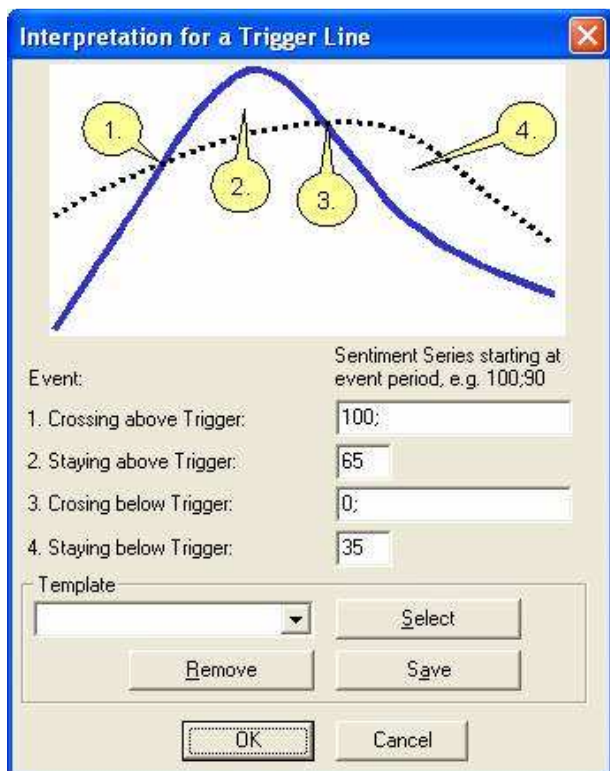 Interpretation for a Trigger Line
1.
2.
3.
4.
Sentiment Series starting at
Event:
event period, e.g. 100;90
1. Crossing above Trigger:
100;
2. Staying above Trigger:
65
3. Crosing below Trigger:
0;
4. Staying below Trigger:
35
Template
Select
Remove
Save
OK
Cancel